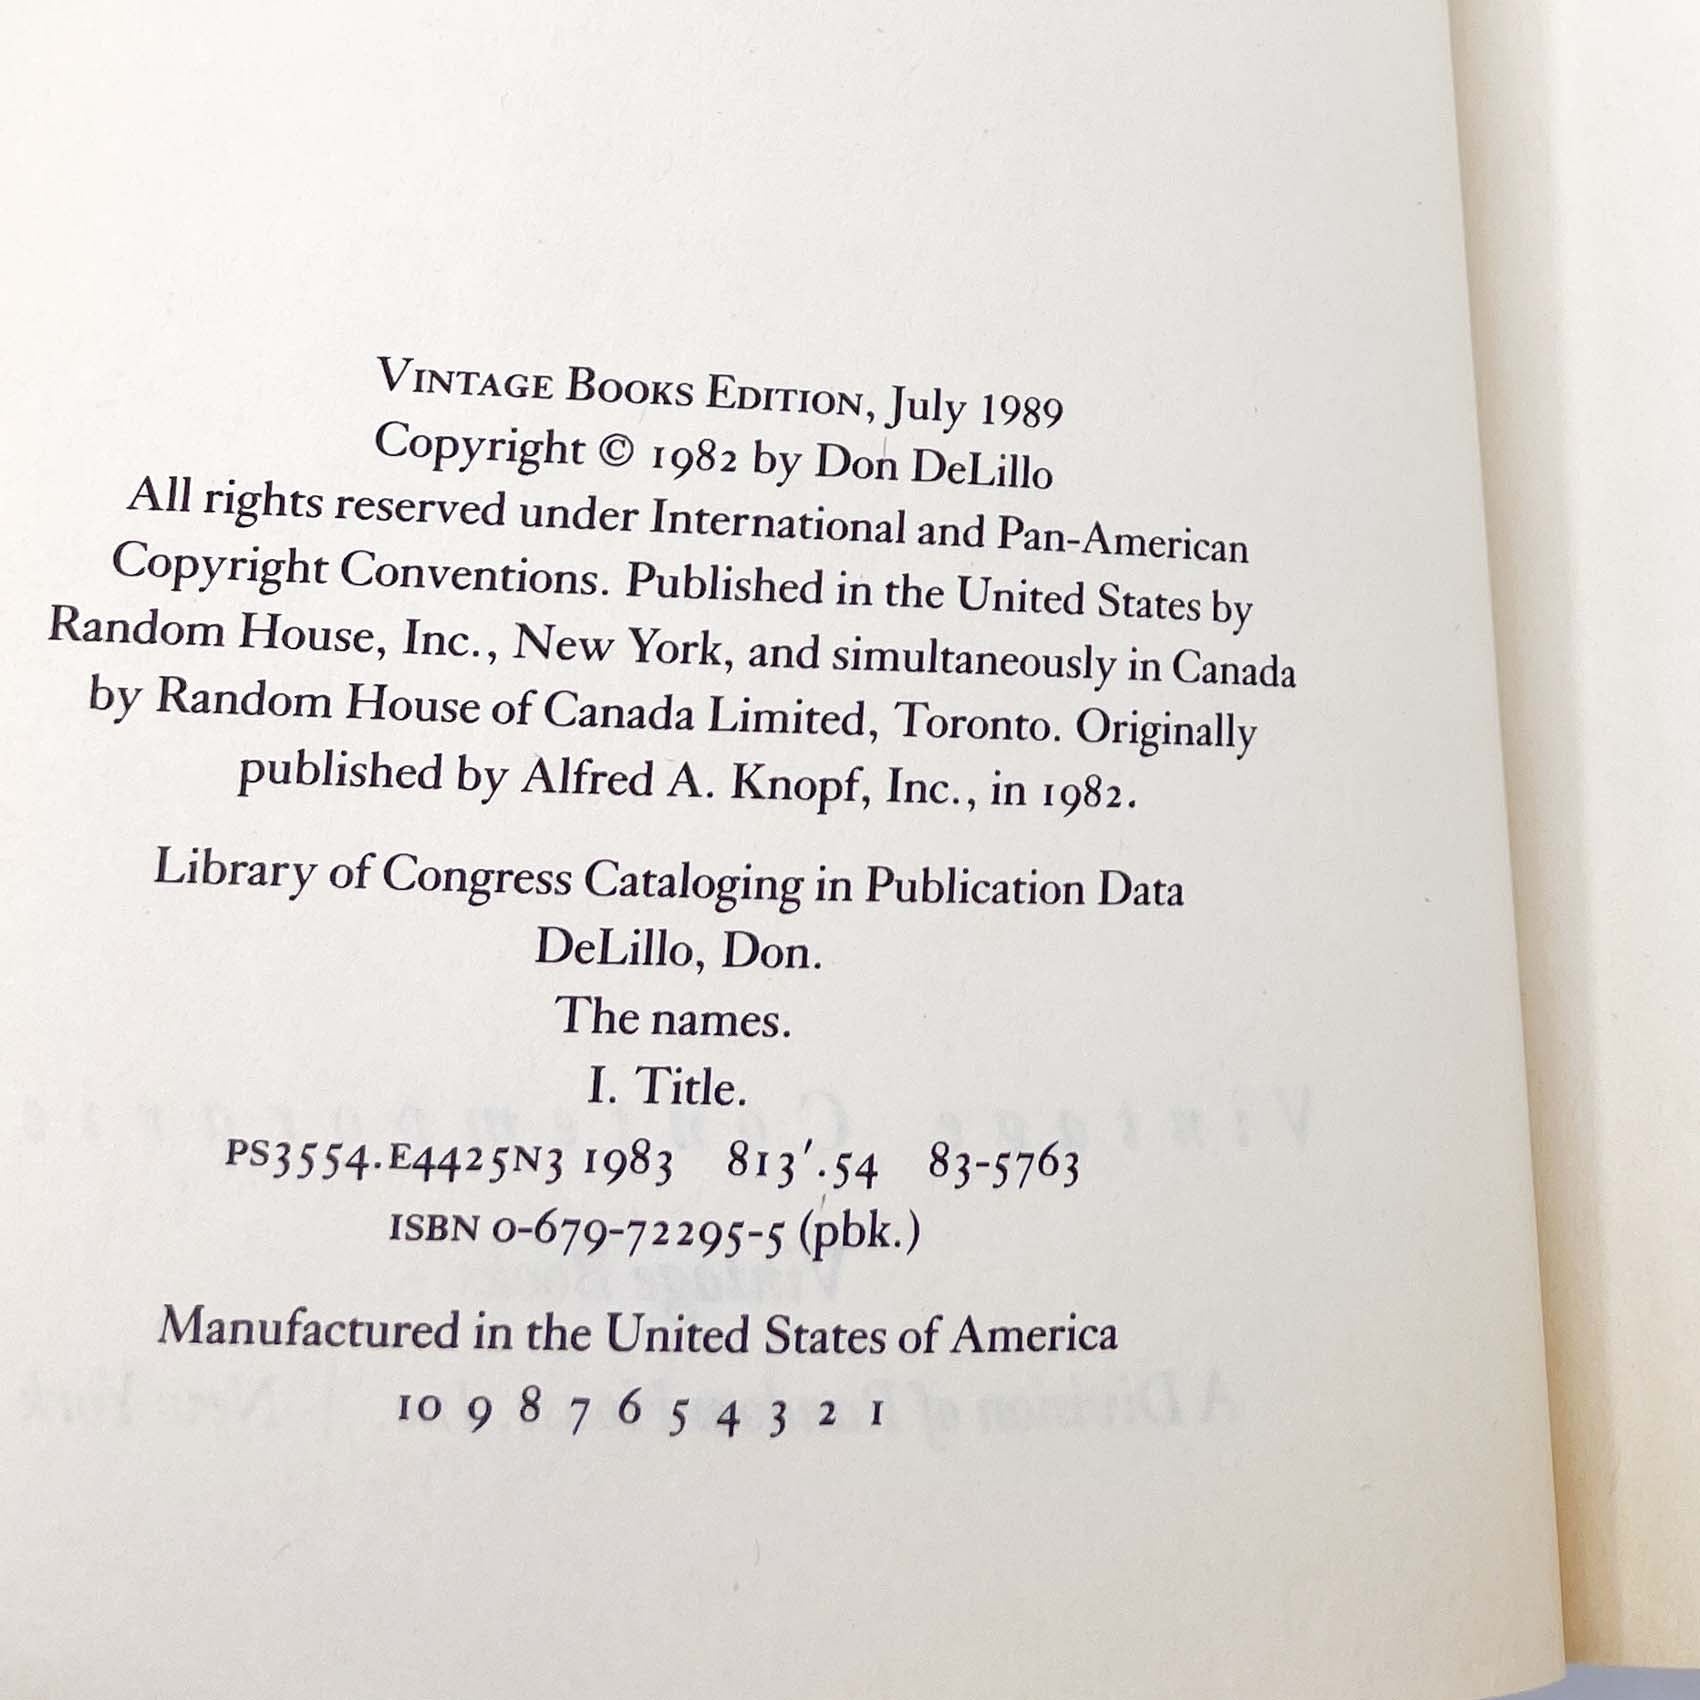 VINTAGE BOOKS EDITION, July 1989
Copyright © 1982 by Don DeLillo
All rights reserved under International and Pan-American
Copyright Conventions. Published in the United States by
Random House, Inc., New York, and simultaneously in Canada
by Random House of Canada Limited, Toronto. Originally
published by Alfred A. Knopf, Inc., in 1982.
Library of Congress Cataloging in Publication Data
DeLillo, Don.
The names.
I. Title.
PS3554.E4425N3 1983 813'.54 83-5763
ISBN 0-679-72295-5 (pbk.)
Manufactured in the United States of America
10 9 8 7 6 5 4 3 2 1